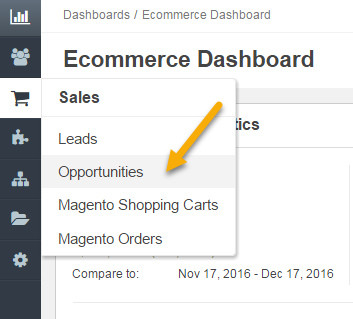 Dashboards / Ecommerce Dashboard
Ecommerce Dashboard
Sales
tics
Leads
Opportunities
Magento Shopping Carts
Magento Orders
Compare to: Nov 17, 2016 - Dec 17, 2016